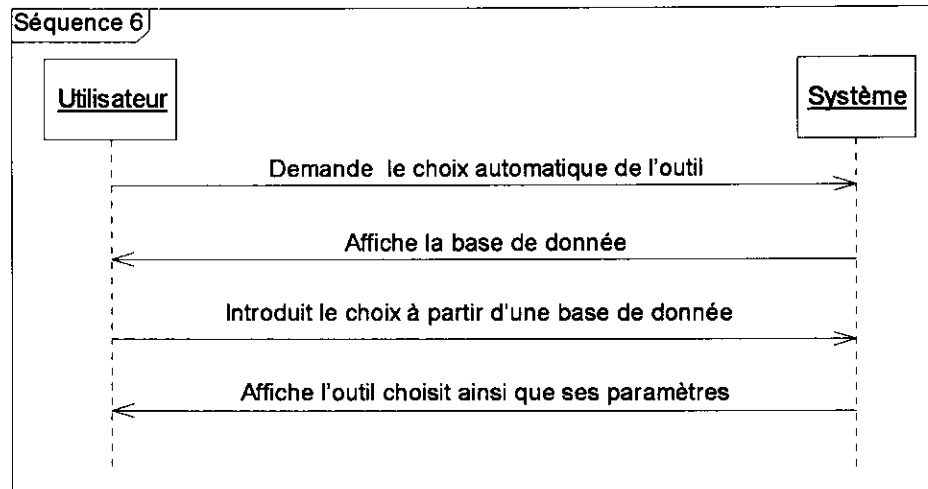 Séquence 6
Utilisateur
Système
Demande le choix automatique de l'outil
Affiche la base de donnée
Introduit le choix à partir d'une base de donnée
Affiche l'outil choisit ainsi que ses paramètres